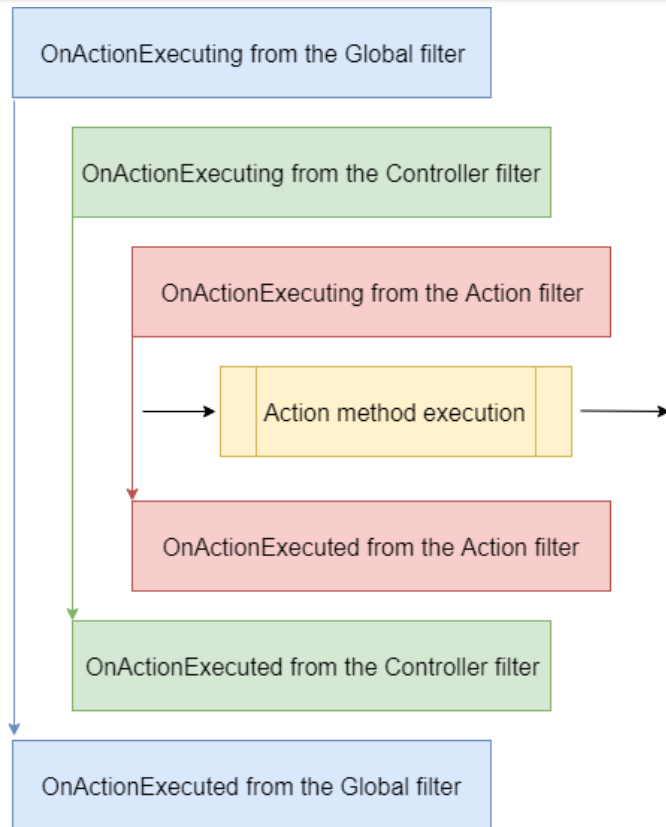 OnActionExecuting from the Global filter
OnActionExecuting from the Controller filter
OnActionExecuting from the Action filter
Action method execution
OnActionExecuted from the Action filter
OnActionExecuted from the Controller filter
OnActionExecuted from the Global filter